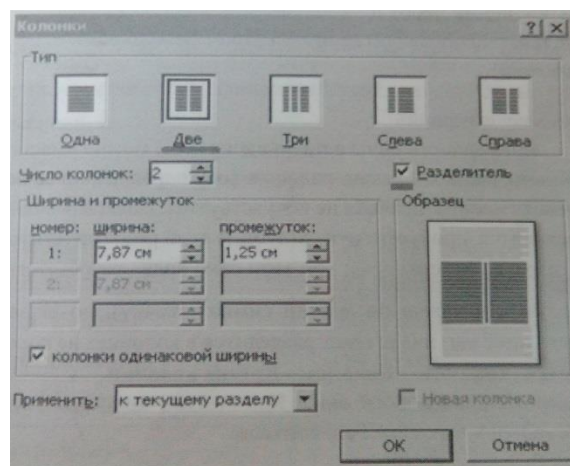 Колонки
Тип
Одна Две Три Слева Справа
Число колонок: 2 Разделитель
Ширина и промежуток Образец
номер: ширина: промежуток:
1: 7,87 см 1,25 см
2: 7,87 см
колонки одинаковой ширины
Применить: к текущему разделу Новая колонка
ОК Отмена